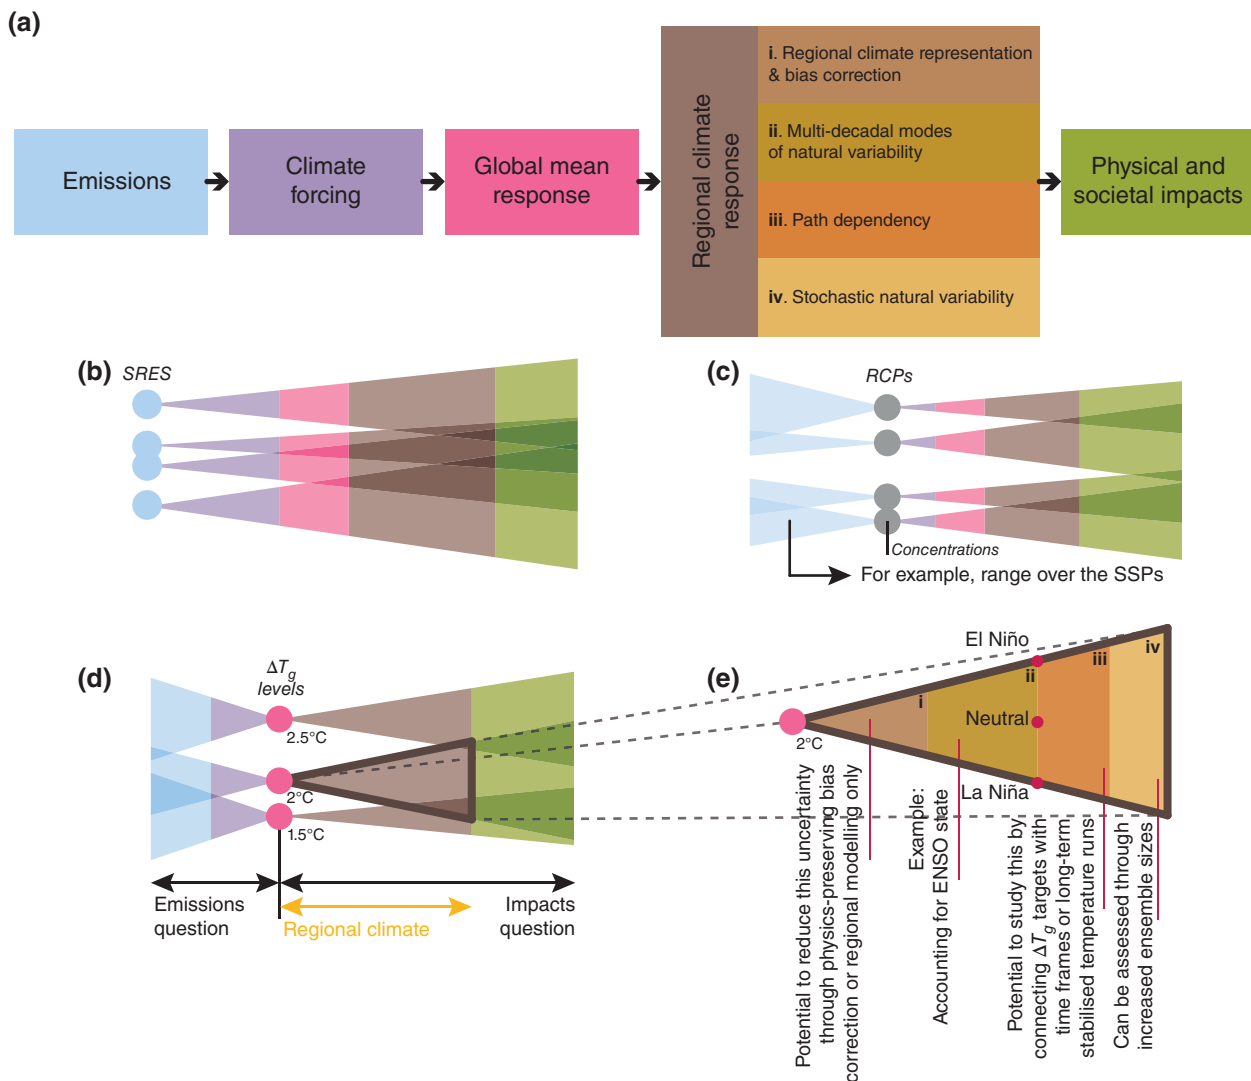 (a)
Emissions
Climate
forcing
Global mean
response
Regional climate
response
i. Regional climate representation
& bias correction
ii. Multi-decadal modes
of natural variability
iii. Path dependency
iv. Stochastic natural variability
Physical and
societal impacts
(b)
SRES
(c)
RCPs
Concentrations
For example, range over the SSPs
(d)
ΔTg
levels
2.5°C
2°C
1.5°C
Emissions
question
Regional climate
Impacts
question
(e)
El Niño
iv
iii
ii
i
Neutral
2°C
La Niña
Potential to reduce this uncertainty
through physics-preserving bias
correction or regional modelling only
Example:
Accounting for ENSO state
Potential to study this by
connecting ΔTg targets with
time frames or long-term
stabilised temperature runs
Can be assessed through
increased ensemble sizes